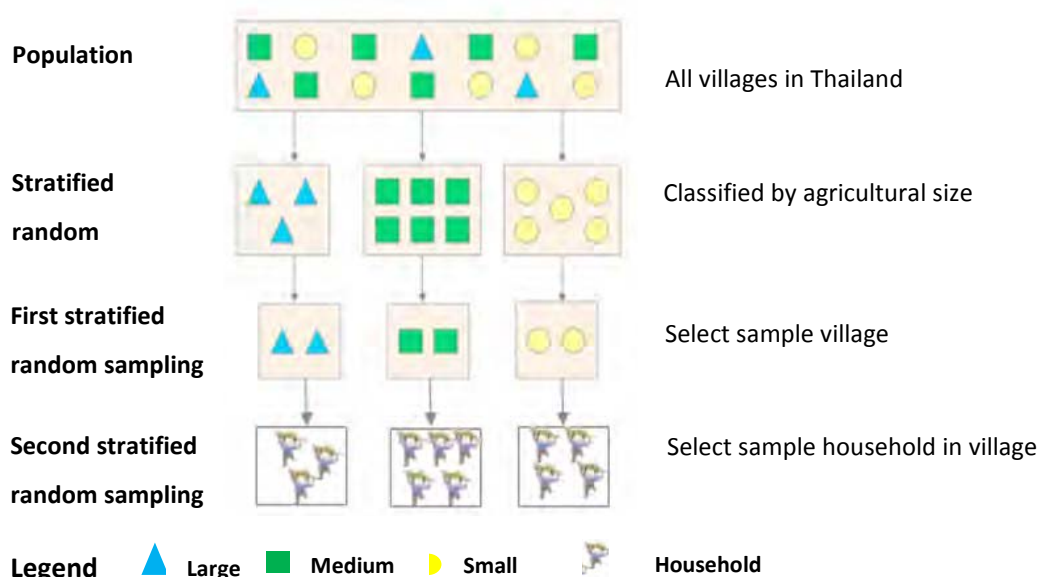 Population
All villages in Thailand
Stratified
random
Classified by agricultural size
First stratified
random sampling
Select sample village
Second stratified
random sampling
Select sample household in village
Legend Large Medium Small Household